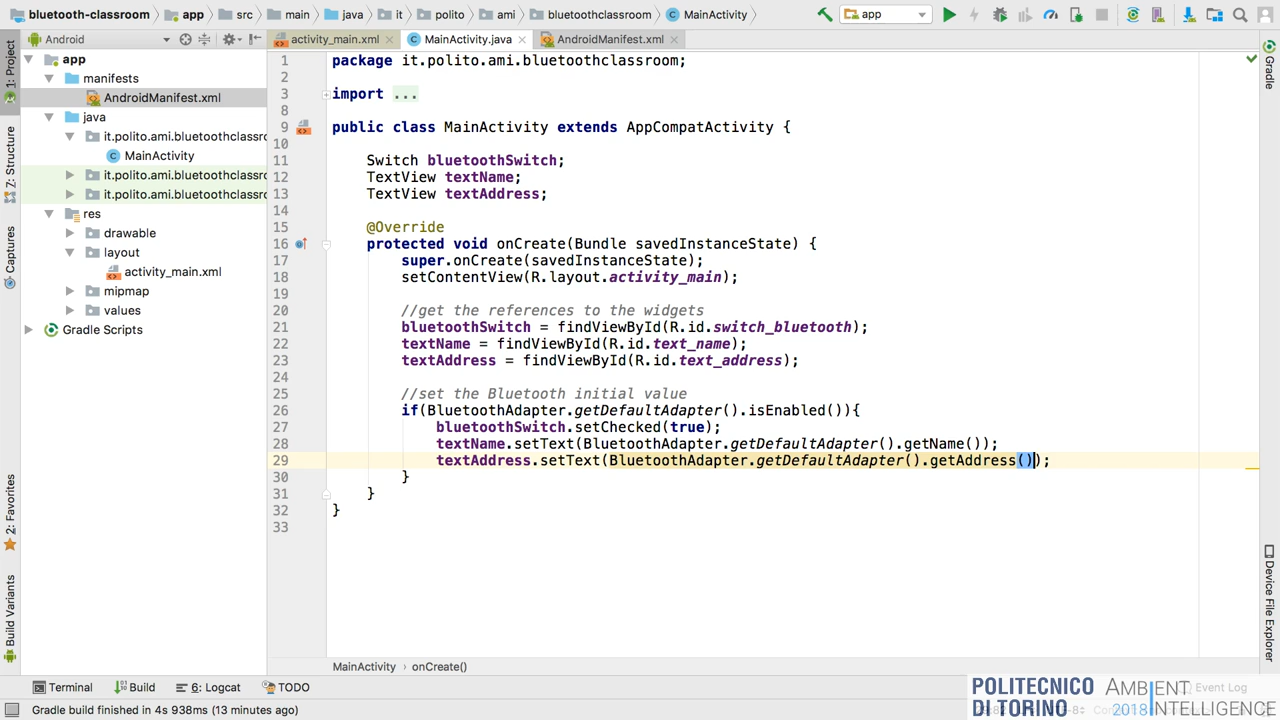 bluetooth-classroom app src main java it polito ami bluetoothclassroom MainActivity app
Android activity_main.xml MainActivity.java AndroidManifest.xml
1: Project
Z: Structure
Captures
2: Favorites
Build Variants
app
manifests
AndroidManifest.xml
java
it.polito.ami.bluetoothclassro
MainActivity
it.polito.ami.bluetoothclassro
it.polito.ami.bluetoothclassro
res
drawable
layout
activity_main.xml
mipmap
values
Gradle Scripts
1 package it.polito.ami.bluetoothclassroom;
2
3 import ...
8
9 public class MainActivity extends AppCompatActivity {
10
11 Switch bluetoothSwitch;
12 TextView textName;
13 TextView textAddress;
14
15 @Override
16 protected void onCreate(Bundle savedInstanceState) {
17 super.onCreate(savedInstanceState);
18 setContentView(R.layout.activity_main);
19
20 //get the references to the widgets
21 bluetoothSwitch = findViewById(R.id.switch_bluetooth);
22 textName = findViewById(R.id.text_name);
23 textAddress = findViewById(R.id.text_address);
24
25 //set the Bluetooth initial value
26 if(BluetoothAdapter.getDefaultAdapter().isEnabled()){
27 bluetoothSwitch.setChecked(true);
28 textName.setText(BluetoothAdapter.getDefaultAdapter().getName());
29 textAddress.setText(BluetoothAdapter.getDefaultAdapter().getAddress());
30 }
31 }
32 }
33
Gradle
Device File Explorer
MainActivity › onCreate()
Terminal Build 6: Logcat TODO Event Log
Gradle build finished in 4s 938ms (13 minutes ago)
POLITECNICO
DI TORINO
AMBIENT
2018 INTELLIGENCE